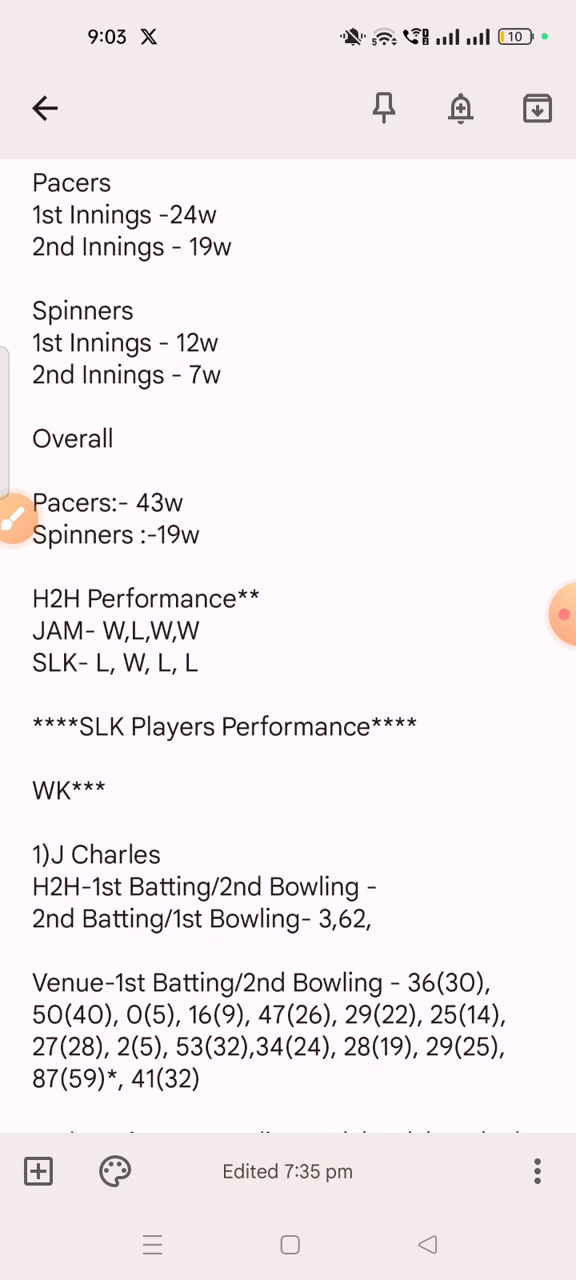 9:03 X 10
Pacers
1st Innings -24w
2nd Innings - 19w
Spinners
1st Innings - 12w
2nd Innings - 7w
Overall
Pacers:- 43w
Spinners :-19w
H2H Performance**
JAM- W,L,W,W
SLK- L, W, L, L
****SLK Players Performance****
WK***
1)J Charles
H2H-1st Batting/2nd Bowling -
2nd Batting/1st Bowling- 3,62,
Venue-1st Batting/2nd Bowling - 36(30),
50(40), 0(5), 16(9), 47(26), 29(22), 25(14),
27(28), 2(5), 53(32),34(24), 28(19), 29(25),
87(59)*, 41(32)
Edited 7:35 pm